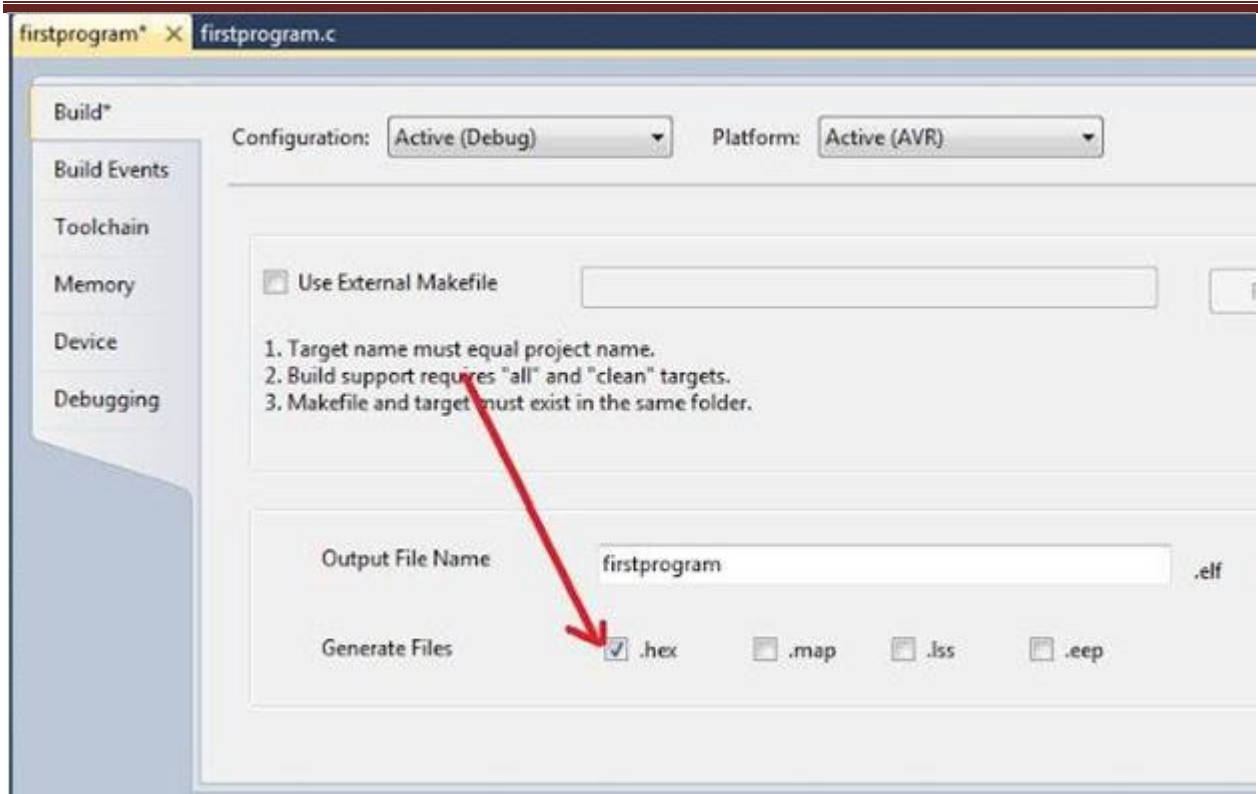 firstprogram* firstprogram.c
Build*
Build Events
Toolchain
Memory
Device
Debugging
Configuration: Active (Debug) Platform: Active (AVR)
Use External Makefile
1. Target name must equal project name.
2. Build support requires "all" and "clean" targets.
3. Makefile and target must exist in the same folder.
Output File Name firstprogram .elf
Generate Files .hex .map .lss .eep